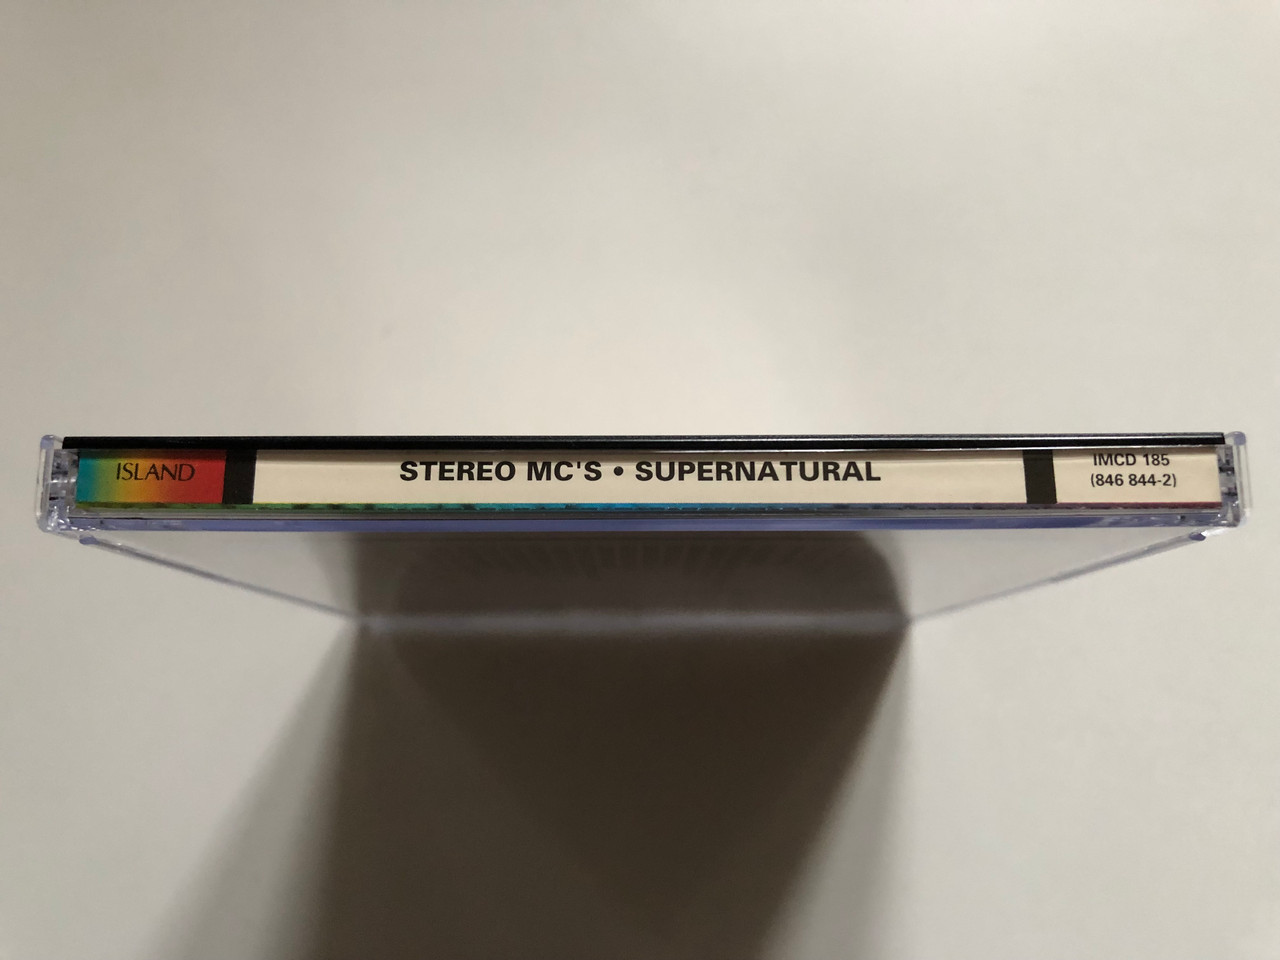 ISLAND
STEREO MC'S • SUPERNATURAL
IMCD 185
(846 844-2)